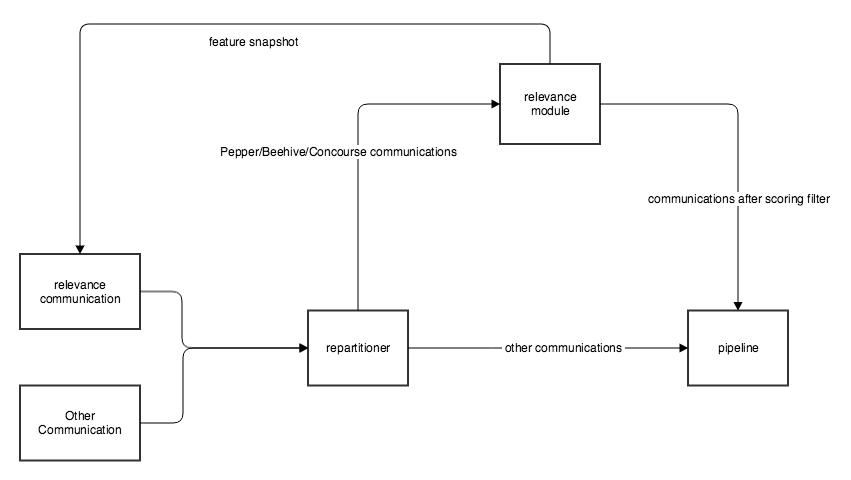 feature snapshot
relevance
module
Pepper/Beehive/Concourse communications
communications after scoring filter
relevance
communication
repartitioner
other communications
pipeline
Other
Communication